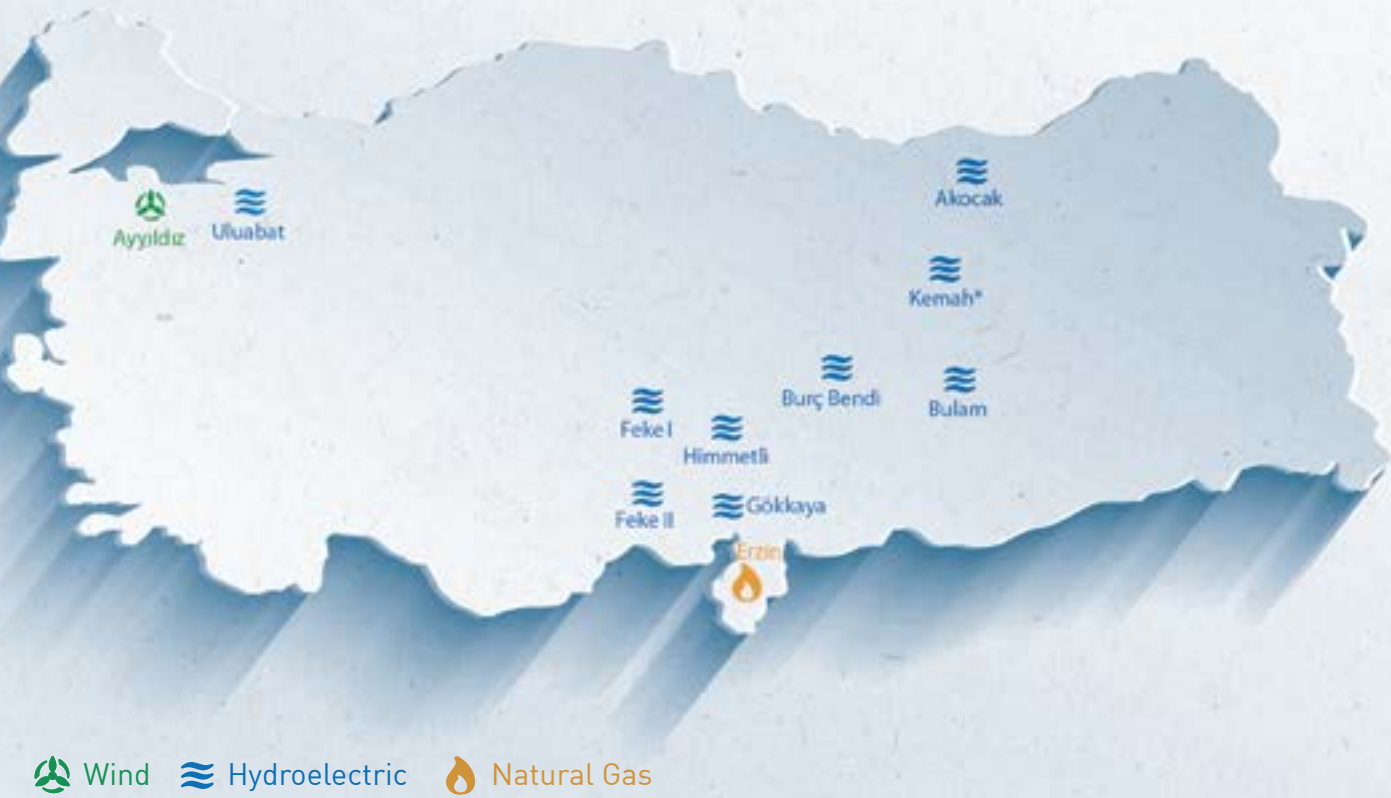 Akocak
Ayyıldız
Uluabat
Kemah*
Burç Bendi
Bulam
Feke I
Himmetli
Feke II
Gökkaya
Erzin
Wind
Hydroelectric
Natural Gas